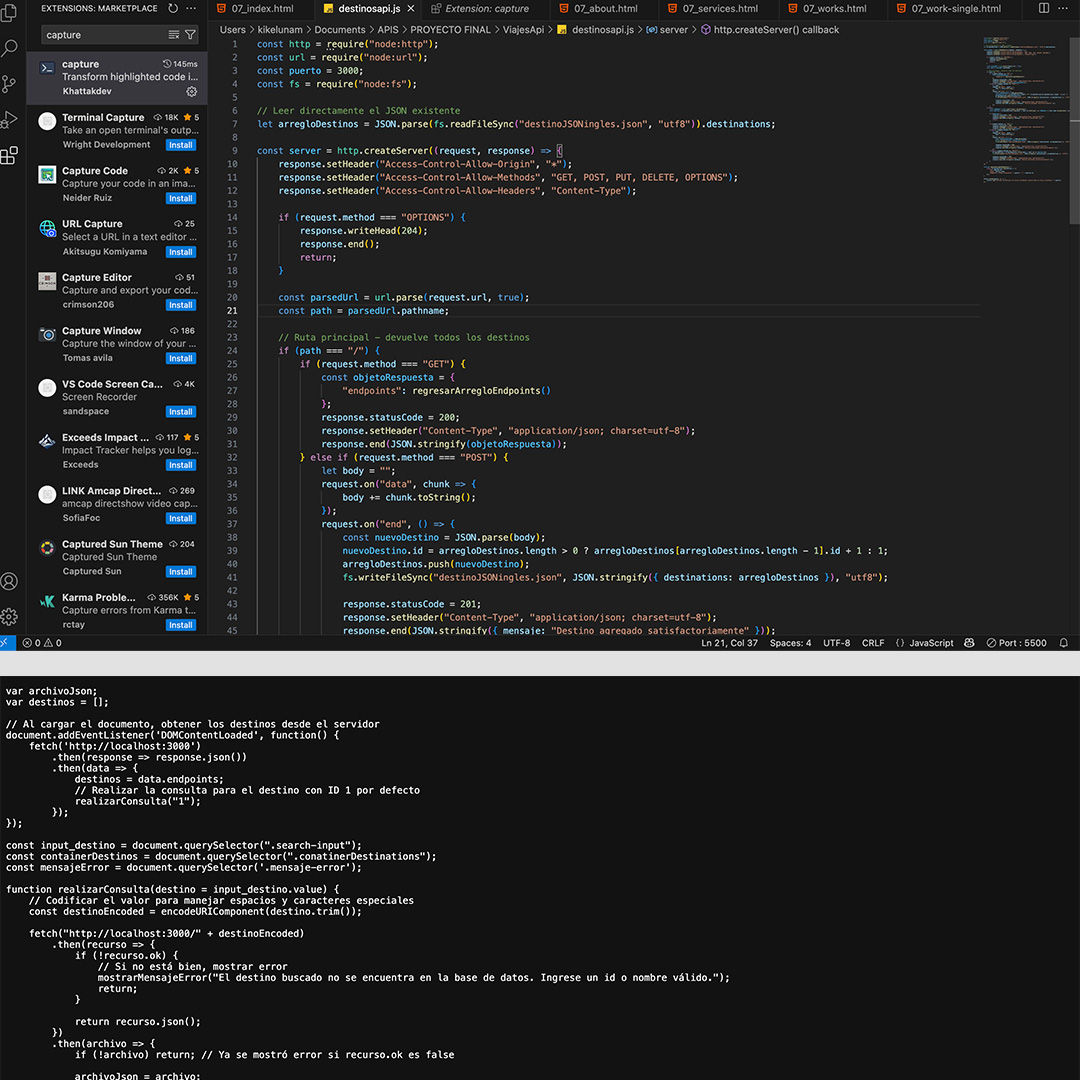 EXTENSIONS: MARKETPLACE
capture
capture 145ms
Transform highlighted code i...
Khattakdev
Terminal Capture 18K 5
Take an open terminal's outp...
Wright Development Install
Capture Code 2K 5
Capture your code in an ima...
Neider Ruiz Install
URL Capture 25
Select a URL in a text editor ...
Akitsugu Komiyama Install
Capture Editor 51
Capture and export your cod...
crimson206 Install
Capture Window 186
Capture the window of your ...
Tomas avila Install
VS Code Screen Ca... 4K
Screen Recorder
sandspace Install
Exceeds Impact ... 117 5
Impact Tracker helps you log...
Exceeds Install
LINK Amcap Direct... 269
amcap directshow video cap...
SofiaFoc Install
Captured Sun Theme 204
Captured Sun Theme
Captured Sun Install
Karma Proble... 356K 5
Capture errors from Karma t...
rctay Install
07_index.html destinosapi.js Extension: capture 07_about.html 07_services.html 07_works.html 07_work-single.html
Users > kikelunam > Documents > APIS > PROYECTO FINAL > ViajesApi > destinosapi.js > server > http.createServer() callback
1 const http = require("node:http");
2 const url = require("node:url");
3 const puerto = 3000;
4 const fs = require("node:fs");
5
6 // Leer directamente el JSON existente
7 let arregloDestinos = JSON.parse(fs.readFileSync("destinoJSONingles.json", "utf8")).destinations;
8
9 const server = http.createServer((request, response) => {
10 response.setHeader("Access-Control-Allow-Origin", "*");
11 response.setHeader("Access-Control-Allow-Methods", "GET, POST, PUT, DELETE, OPTIONS");
12 response.setHeader("Access-Control-Allow-Headers", "Content-Type");
13
14 if (request.method === "OPTIONS") {
15 response.writeHead(204);
16 response.end();
17 return;
18 }
19
20 const parsedUrl = url.parse(request.url, true);
21 const path = parsedUrl.pathname;
22
23 // Ruta principal – devuelve todos los destinos
24 if (path === "/") {
25 if (request.method === "GET") {
26 const objetoRespuesta = {
27 "endpoints": regresarArregloEndpoints()
28 };
29 response.statusCode = 200;
30 response.setHeader("Content-Type", "application/json; charset=utf-8");
31 response.end(JSON.stringify(objetoRespuesta));
32 } else if (request.method === "POST") {
33 let body = "";
34 request.on("data", chunk => {
35 body += chunk.toString();
36 });
37 request.on("end", () => {
38 const nuevoDestino = JSON.parse(body);
39 nuevoDestino.id = arregloDestinos.length > 0 ? arregloDestinos[arregloDestinos.length - 1].id + 1 : 1;
40 arregloDestinos.push(nuevoDestino);
41 fs.writeFileSync("destinoJSONingles.json", JSON.stringify({ destinations: arregloDestinos }), "utf8");
42
43 response.statusCode = 201;
44 response.setHeader("Content-Type", "application/json; charset=utf-8");
45 response.end(JSON.stringify({ mensaje: "Destino agregado satisfactoriamente" }));
0 0 Ln 21, Col 37 Spaces: 4 UTF-8 CRLF {} JavaScript Port : 5500
var archivoJson;
var destinos = [];

// Al cargar el documento, obtener los destinos desde el servidor
document.addEventListener('DOMContentLoaded', function() {
fetch('http://localhost:3000')
.then(response => response.json())
.then(data => {
destinos = data.endpoints;
// Realizar la consulta para el destino con ID 1 por defecto
realizarConsulta("1");
});
});

const input_destino = document.querySelector(".search-input");
const containerDestinos = document.querySelector(".conatinerDestinations");
const mensajeError = document.querySelector('.mensaje-error');

function realizarConsulta(destino = input_destino.value) {
// Codificar el valor para manejar espacios y caracteres especiales
const destinoEncoded = encodeURIComponent(destino.trim());

fetch("http://localhost:3000/" + destinoEncoded)
.then(recurso => {
if (!recurso.ok) {
// Si no está bien, mostrar error
mostrarMensajeError("El destino buscado no se encuentra en la base de datos. Ingrese un id o nombre válido.");
return;
}

return recurso.json();
})
.then(archivo => {
if (!archivo) return; // Ya se mostró error si recurso.ok es false

archivoJson = archivo;